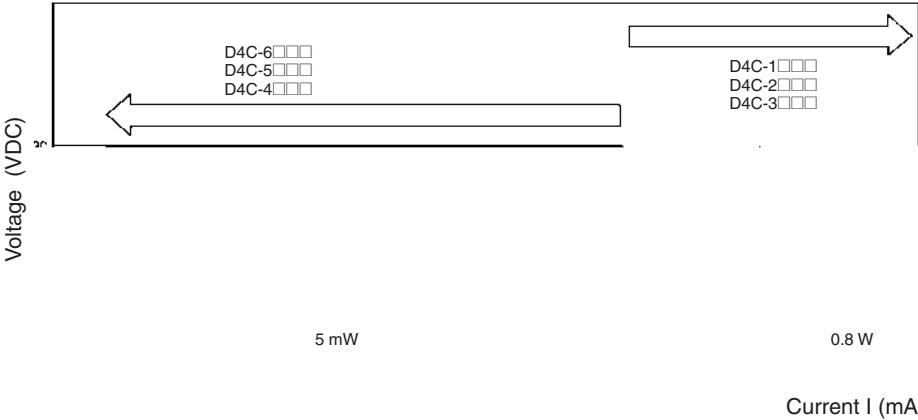 D4C-6□□□
D4C-5□□□
D4C-4□□□
D4C-1□□□
D4C-2□□□
D4C-3□□□
Voltage (VDC)
5 mW
0.8 W
Current I (mA